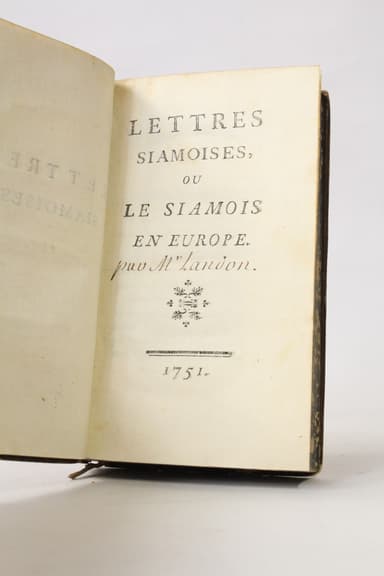 LETTRES
SIAMOISES,
OU
LE SIAMOIS
EN EUROPE.
par Mr Landon.
1751.